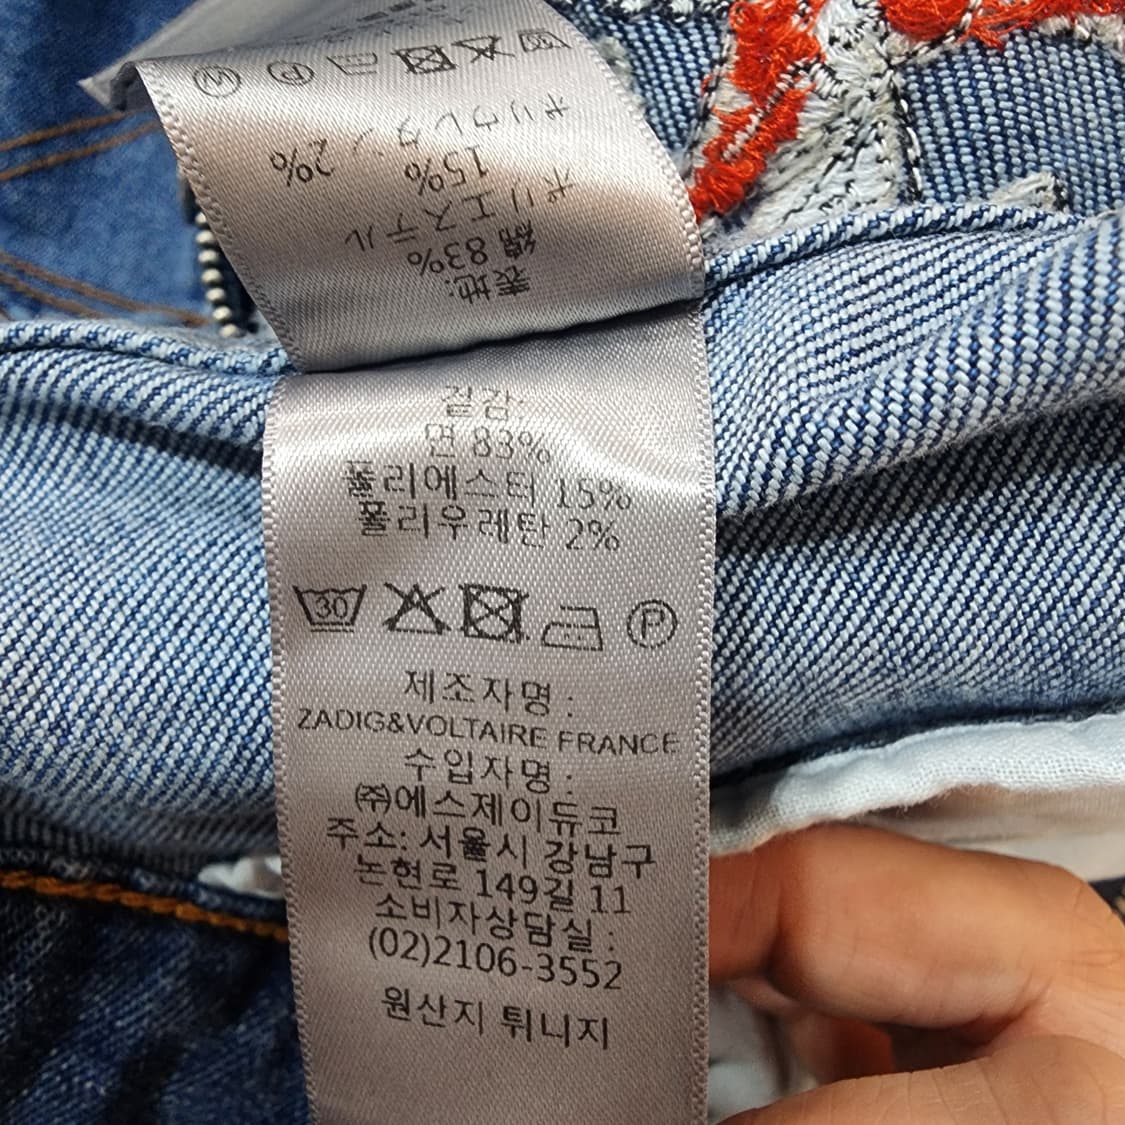 表地:
綿 83%
ポリエステル
15%
ポリウレタン 2%
30
P
W
겉감:
면 83%
폴리에스터 15%
폴리우레탄 2%
30
P
제조자명 :
ZADIG&VOLTAIRE FRANCE
수입자명 :
㈜에스제이듀코
주소: 서울시 강남구
논현로 149길 11
소비자상담실 :
(02)2106-3552
원산지 튀니지